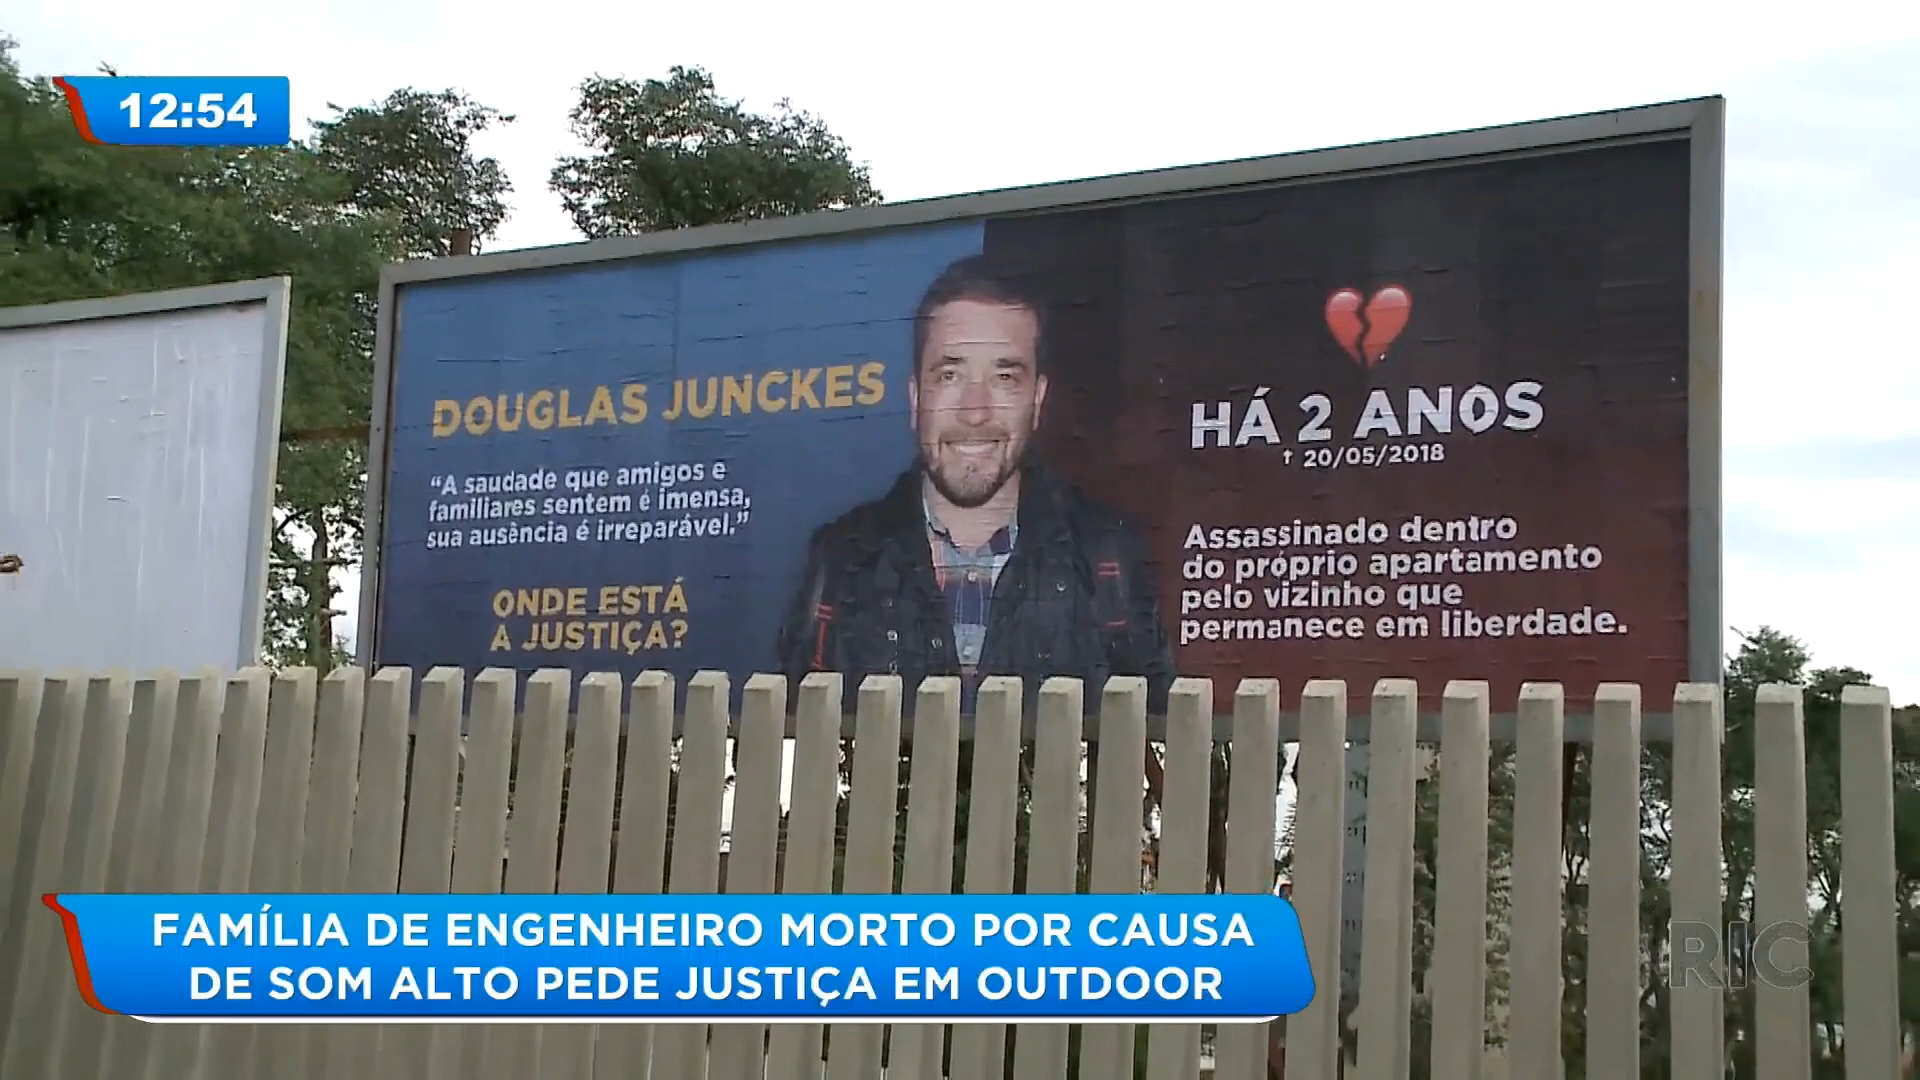 12:54
DOUGLAS JUNCKES
“A saudade que amigos e
familiares sentem é imensa,
sua ausência é irreparável.”
ONDE ESTÁ
A JUSTIÇA?
HÁ 2 ANOS
† 20/05/2018
Assassinado dentro
do próprio apartamento
pelo vizinho que
permanece em liberdade.
FAMÍLIA DE ENGENHEIRO MORTO POR CAUSA
DE SOM ALTO PEDE JUSTIÇA EM OUTDOOR
RIC